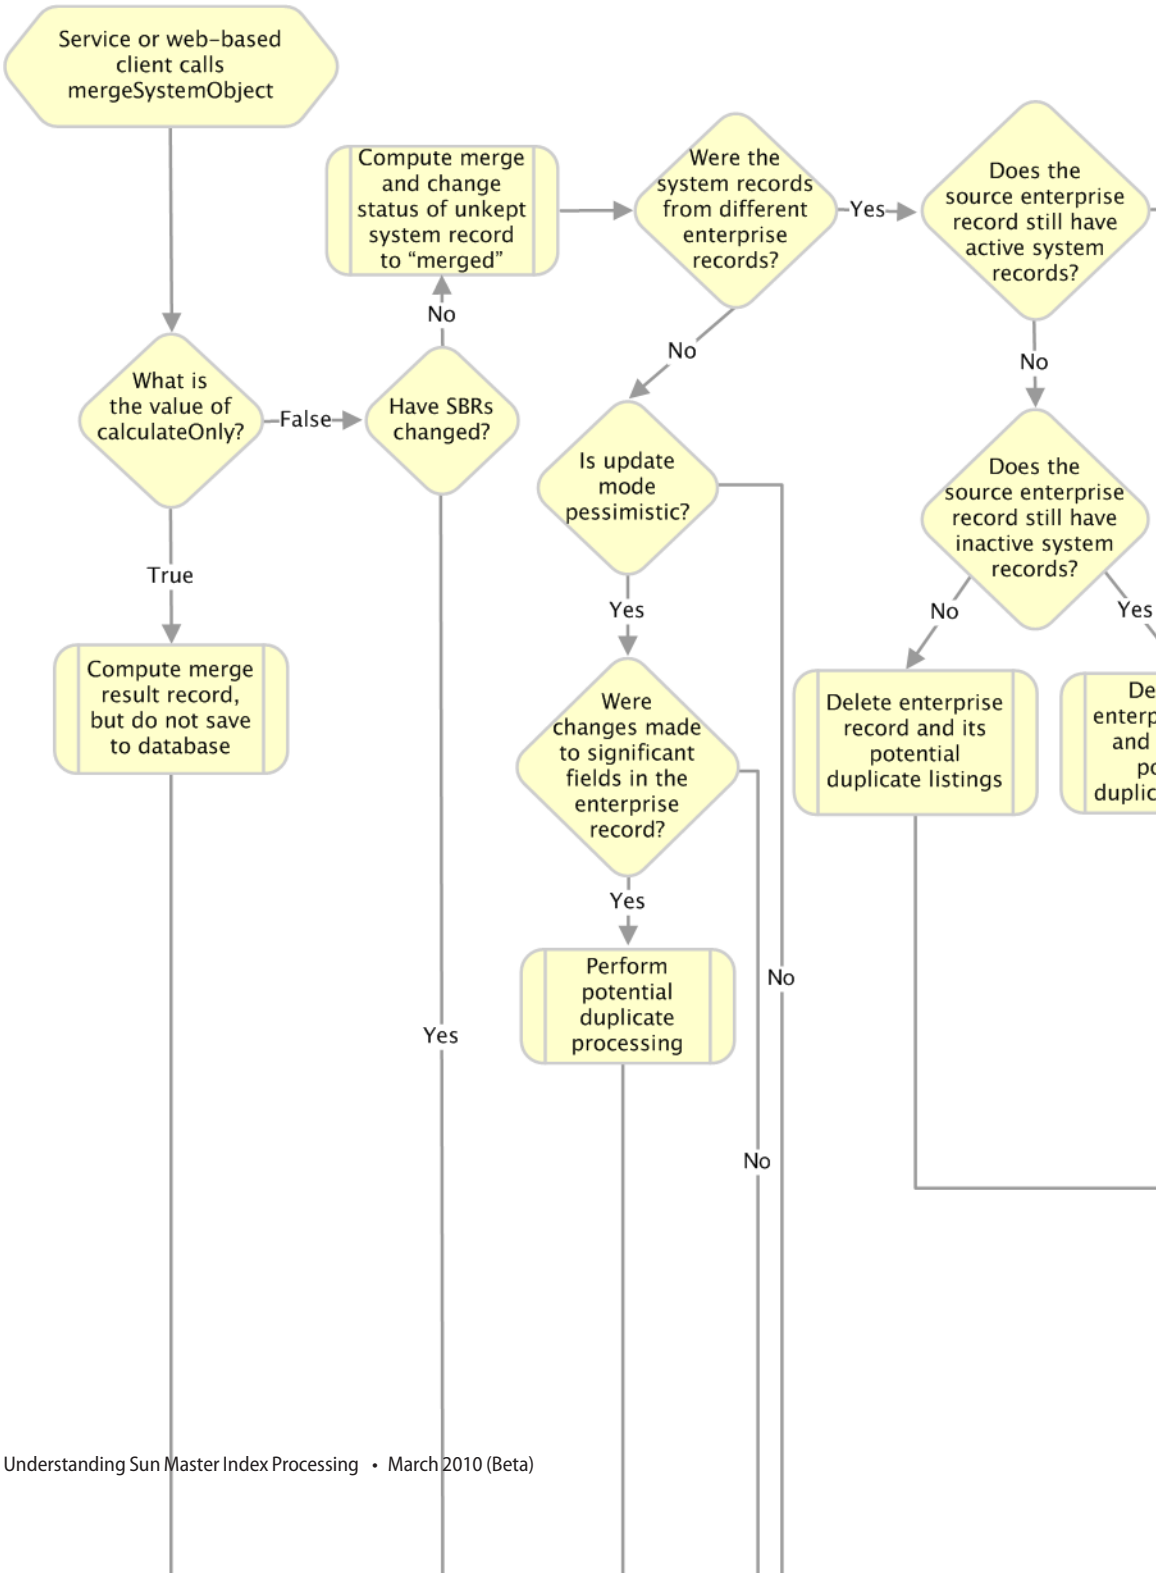 Service or web-based
client calls
mergeSystemObject
Compute merge
and change
status of unkept
system record
to “merged”
Were the
system records
from different
enterprise
records?
Yes
Does the
source enterprise
record still have
active system
records?
No
No
No
What is
the value of
calculateOnly?
False
Have SBRs
changed?
Is update
mode
pessimistic?
Does the
source enterprise
record still have
inactive system
records?
True
Yes
No
Yes
Compute merge
result record,
but do not save
to database
Were
changes made
to significant
fields in the
enterprise
record?
Delete enterprise
record and its
potential
duplicate listings
and
Yes
Perform
potential
duplicate
processing
No
Yes
No
Understanding Sun Master Index Processing • March 2010 (Beta)